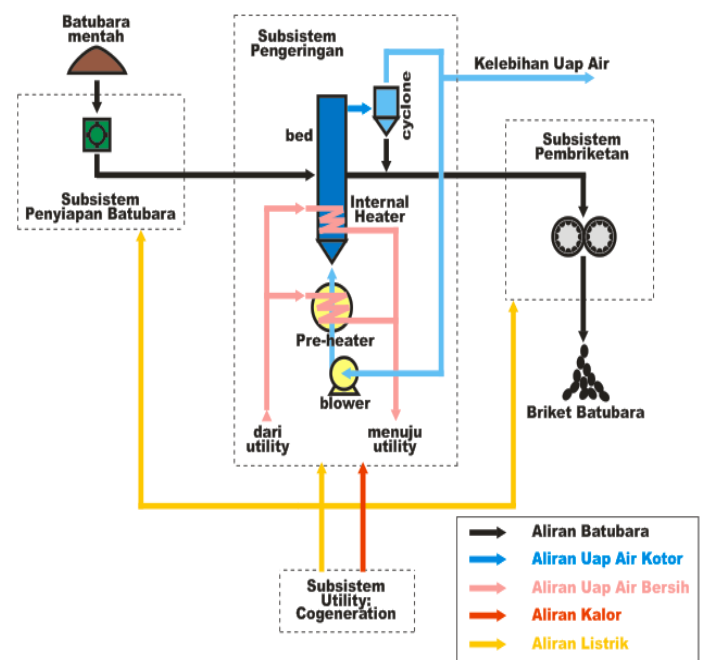 Batubara
mentah
Subsistem
Pengeringan
Kelebihan Uap Air
bed
cyclone
Subsistem
Pembriketan
Subsistem
Penyiapan Batubara
Internal
Heater
Pre-heater
blower
Briket Batubara
dari
utility
menuju
utility
Subsistem
Utility:
Cogeneration
Aliran Batubara
Aliran Uap Air Kotor
Aliran Uap Air Bersih
Aliran Kalor
Aliran Listrik